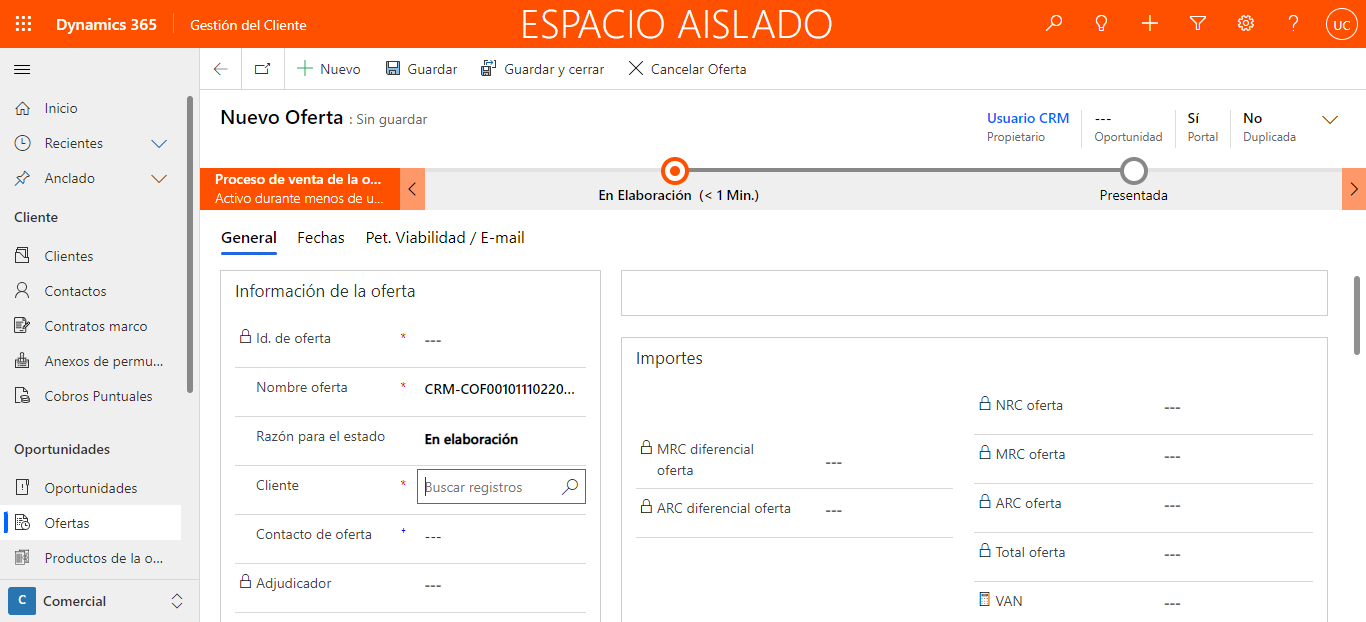 Dynamics 365
Gestión del Cliente
ESPACIO AISLADO
UC
Nuevo
Guardar
Guardar y cerrar
Cancelar Oferta
Inicio
Recientes
Anclado
Cliente
Clientes
Contactos
Contratos marco
Anexos de permu...
Cobros Puntuales
Oportunidades
Oportunidades
Ofertas
Productos de la o...
C Comercial
Nuevo Oferta : Sin guardar
Usuario CRM
Propietario
---
Oportunidad
Sí
Portal
No
Duplicada
Proceso de venta de la o...
Activo durante menos de u...
En Elaboración (< 1 Min.)
Presentada
General
Fechas
Pet. Viabilidad / E-mail
Información de la oferta
Id. de oferta * ---
Nombre oferta * CRM-COF00101110220...
Razón para el estado En elaboración
Cliente * Buscar registros
Contacto de oferta + ---
Adjudicador ---
Importes
MRC diferencial
oferta ---
ARC diferencial oferta ---
NRC oferta ---
MRC oferta ---
ARC oferta ---
Total oferta ---
VAN ---